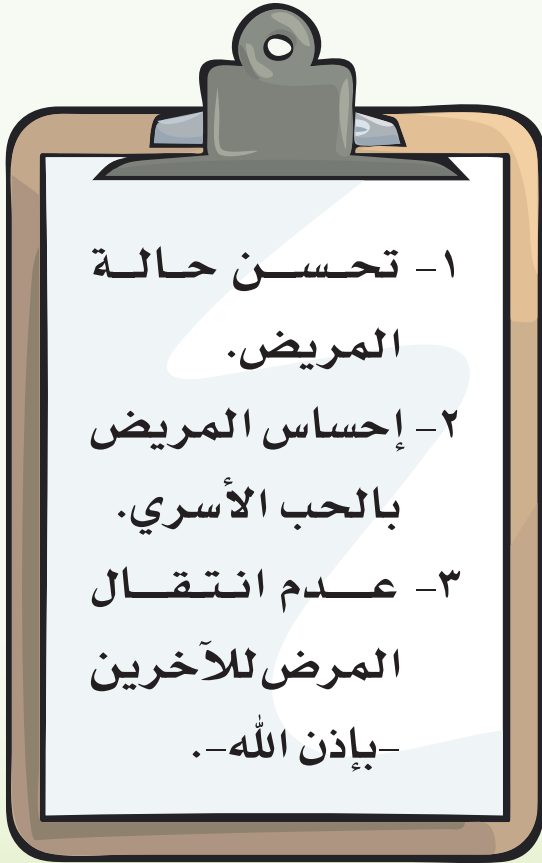 ١- تحسن حالة
المريض.
٢- إحساس المريض
بالحب الأسري.
٣- عدم انتقال
المرض للآخرين
-بإذن الله-.